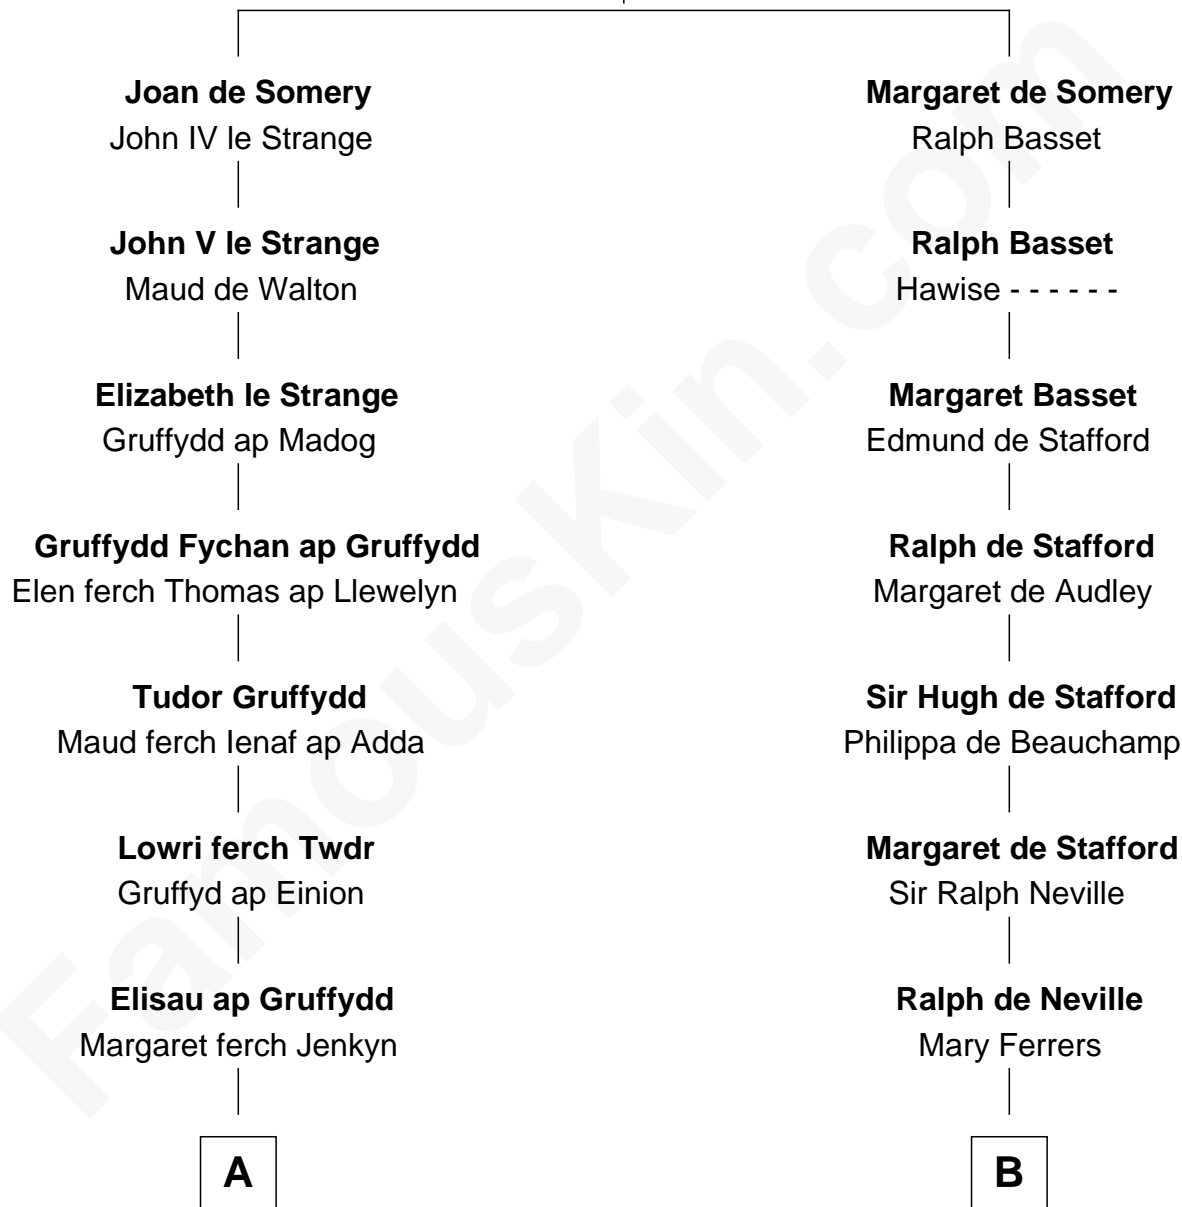 Joan de Somery
John IV le Strange
John V le Strange
Maud de Walton
Elizabeth le Strange
Gruffydd ap Madog
Gruffydd Fychan ap Gruffydd
Elen ferch Thomas ap Llewelyn
Tudor Gruffydd
Maud ferch Ienaf ap Adda
Lowri ferch Twdr
Gruffyd ap Einion
Elisau ap Gruffydd
Margaret ferch Jenkyn
A
Margaret de Somery
Ralph Basset
Ralph Basset
Hawise - - - - - -
Margaret Basset
Edmund de Stafford
Ralph de Stafford
Margaret de Audley
Sir Hugh de Stafford
Philippa de Beauchamp
Margaret de Stafford
Sir Ralph Neville
Ralph de Neville
Mary Ferrers
B
FamousKin.com